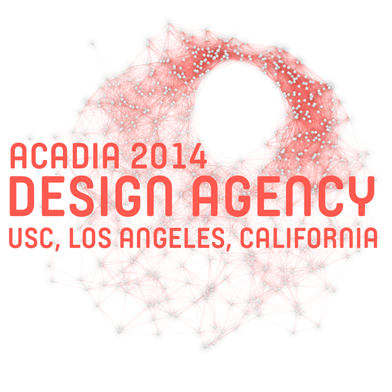 ACADIA 2014
DESIGN AGENCY
USC, LOS ANGELES, CALIFORNIA